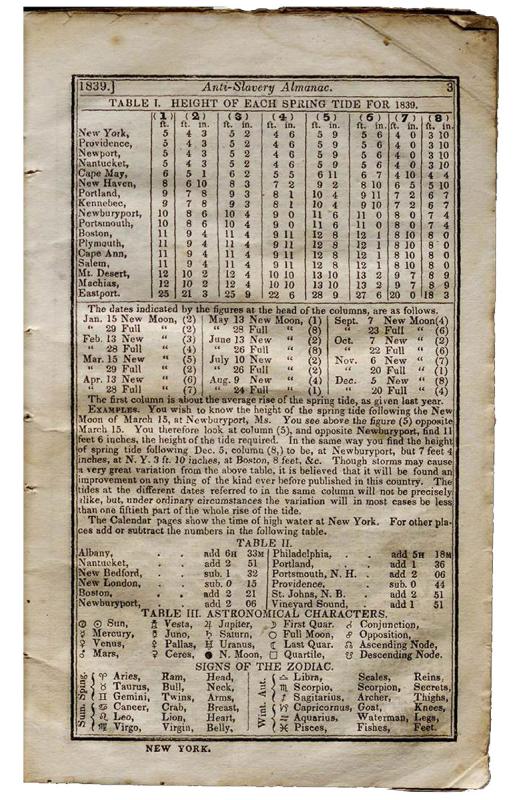 1839.] Anti-Slavery Almanac. 3
TABLE I. HEIGHT OF EACH SPRING TIDE FOR 1839.
(1) (2) (3) (4) (5) (6) (7) (8)
ft. ft. in. ft. in. ft. in. ft. in. ft. in. ft. in. ft. in.
New York, 5 4 3 5 2 4 6 5 9 5 6 4 0 3 10
Providence, 5 4 3 5 2 4 6 5 9 5 6 4 0 3 10
Newport, 5 4 3 5 2 4 6 5 9 5 6 4 0 3 10
Nantucket, 5 4 3 5 2 4 6 5 9 5 6 4 0 3 10
Cape May, 6 5 1 6 2 5 5 6 11 6 7 4 10 4 4
New Haven, 8 6 10 8 3 7 2 9 2 8 10 6 5 5 10
Portland, 9 7 8 9 3 8 1 10 4 9 11 7 2 6 7
Kennebec, 9 7 8 9 3 8 1 10 4 9 10 7 2 6 7
Newburyport, 10 8 6 10 4 9 0 11 6 11 0 8 0 7 4
Portsmouth, 10 8 6 10 4 9 0 11 6 11 0 8 0 7 4
Boston, 11 9 4 11 4 9 11 12 8 12 1 8 10 8 0
Plymouth, 11 9 4 11 4 9 11 12 8 12 1 8 10 8 0
Cape Ann, 11 9 4 11 4 9 11 12 8 12 1 8 10 8 0
Salem, 11 9 4 11 4 9 11 12 8 12 1 8 10 8 0
Mt. Desert, 12 10 2 12 4 10 10 13 10 13 2 9 7 8 9
Machias, 12 10 2 12 4 10 10 13 10 13 2 9 7 8 9
Eastport. 25 21 3 25 9 22 6 28 9 27 6 20 0 18 3
The dates indicated by the figures at the head of the columns, are as follows.
Jan. 15 New Moon, (2) May 13 New Moon, (1) Sept. 7 New Moon (4)
" 29 Full " (2) " 28 Full " (8) " 23 Full " (6)
Feb. 13 New " (3) June 13 New " (2) Oct. 7 New " (2)
" 28 Full " (4) " 26 Full " (8) " 22 Full " (6)
Mar. 15 New " (5) July 10 New " (2) Nov. 6 New " (7)
" 29 Full " (2) " 26 Full " (6) " 20 Full " (1)
Apr. 13 New " (6) Aug. 9 New " (4) Dec. 5 New " (8)
" 28 Full " (7) " 24 Full " (1) " 20 Full " (4)
The first column is about the average rise of the spring tide, as given last year.
EXAMPLES. You wish to know the height of the spring tide following the New
Moon of March 15, at Newburyport, Ms. You see above the figure (5) opposite
March 15. You therefore look at column (5), and opposite Newburyport, find 11
feet 6 inches, the height of the tide required. In the same way you find the height
of spring tide following Dec. 5, column (8,) to be, at Newburyport, but 7 feet 4
inches, at N. Y. 3 ft. 10 inches, at Boston, 8 feet, &c. Though storms may cause
a very great variation from the above table, it is believed that it will be found an
improvement on any thing of the kind ever before published in this country. The
tides at the different dates referred to in the same column will not be precisely
alike, but, under ordinary circumstances the variation will in most cases be less
than one fiftieth part of the whole rise of the tide.
The Calendar pages show the time of high water at New York. For other pla-
ces add or subtract the numbers in the following table.
TABLE II.
Albany, . . add 6H 33M Philadelphia, . . add 5H 18M
Nantucket, . . add 2 51 Portland, . . add 1 36
New Bedford, . . sub. 1 32 Portsmouth, N. H. . . add 2 06
New London, . . sub. 0 15 Providence, . . sub. 0 44
Boston, . . add 2 21 St. Johns, N. B. . . add 2 51
Newburyport, . . add 2 06 Vineyard Sound, . . add 1 51
TABLE III. ASTRONOMICAL CHARACTERS.
☉ Sun, Vesta, ♃ Jupiter, ☽ First Quar. ☌ Conjunction,
☿ Mercury, Juno, ♄ Saturn, ○ Full Moon, ☍ Opposition,
♀ Venus, Pallas, ♅ Uranus, ☾ Last Quar. ☊ Ascending Node,
♂ Mars, Ceres, ● N. Moon, □ Quartile, ☋ Descending Node.
SIGNS OF THE ZODIAC.
Spring. ♈ Aries, Ram, Head, Aut. ♎ Libra, Scales, Reins,
♉ Taurus, Bull, Neck, ♏ Scorpio, Scorpion, Secrets,
♊ Gemini, Twins, Arms, ♐ Sagitarius, Archer, Thighs,
Sum. ♋ Cancer, Crab, Breast, Wint. ♑ Capricornus, Goat, Knees,
♌ Leo, Lion, Heart, ♒ Aquarius, Waterman, Legs,
♍ Virgo, Virgin, Belly, ♓ Pisces, Fishes, Feet.
NEW YORK.